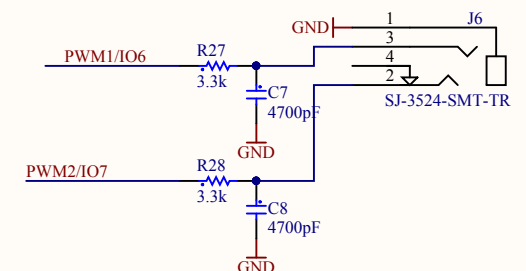 GND
1
J6
3
4
2
SJ-3524-SMT-TR
PWM1/IO6
R27
3.3k
C7
4700pF
GND
PWM2/IO7
R28
3.3k
C8
4700pF
GND